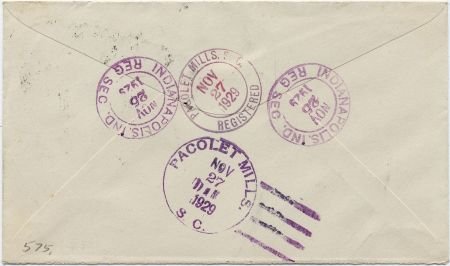 INDIANAPOLIS, IND.
NOV
26
1929
REG SEC
PACOLET MILLS, S.C.
NOV
27
1929
REGISTERED
INDIANAPOLIS, IND.
NOV
26
1929
REG SEC
PACOLET MILLS.
NOV
27
1929
S. C.
575.